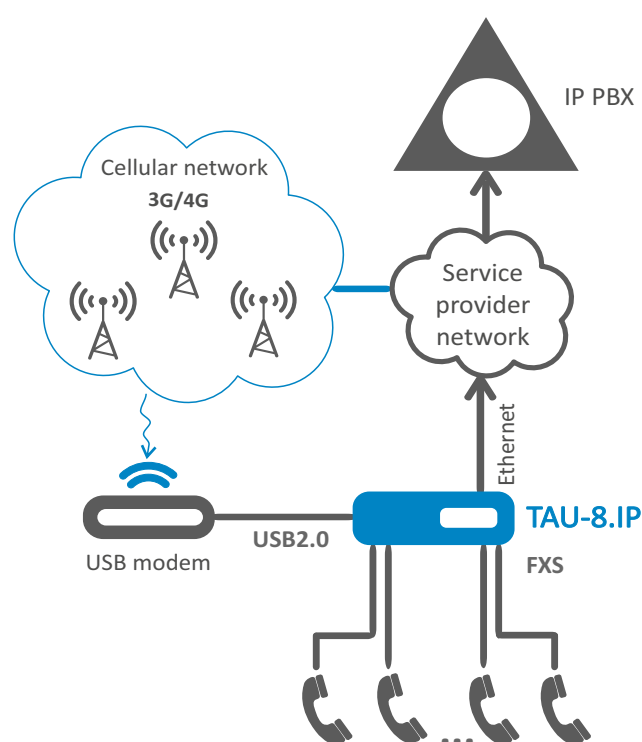 IP PBX
Cellular network
3G/4G
Service
provider
network
Ethernet
TAU-8.IP
USB2.0
USB modem
FXS
...